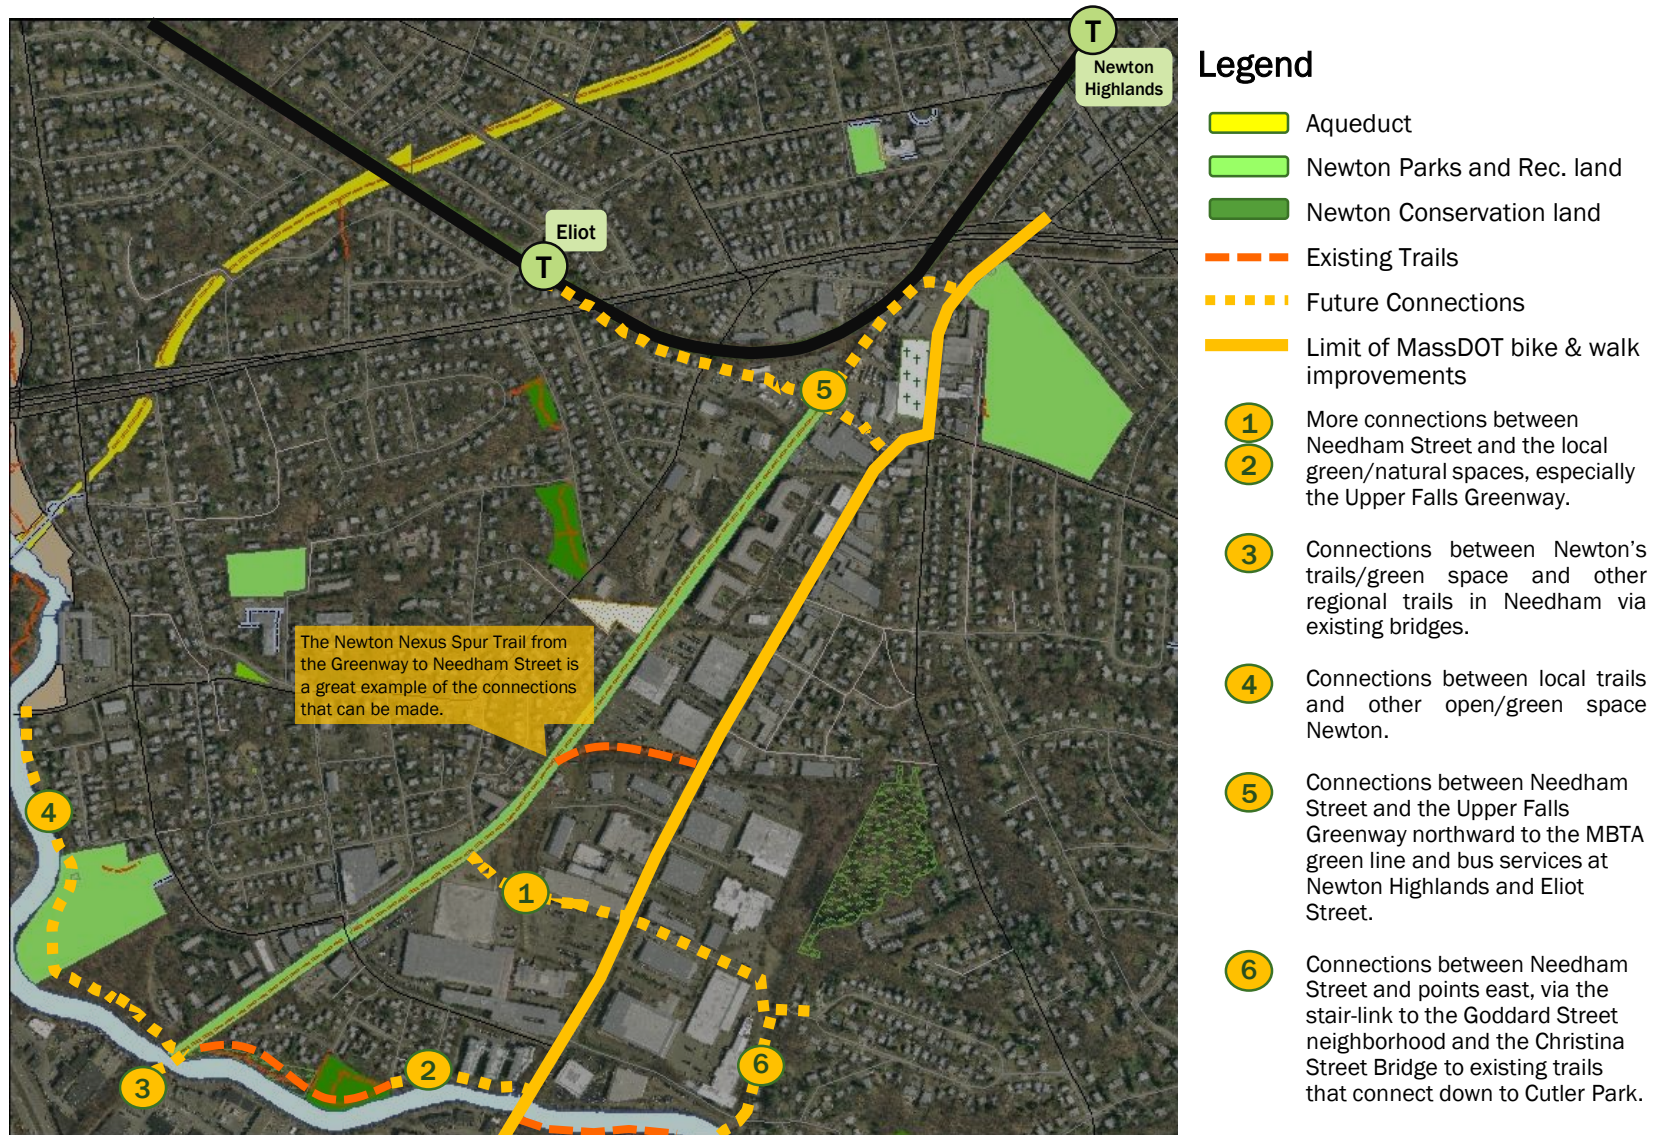 T
Newton
Highlands
Eliot
T
5
The Newton Nexus Spur Trail from
the Greenway to Needham Street is
a great example of the connections
that can be made.
4
1
2
3
6
Legend
Aqueduct
Newton Parks and Rec. land
Newton Conservation land
Existing Trails
Future Connections
Limit of MassDOT bike & walk
improvements
1
2
More connections between
Needham Street and the local
green/natural spaces, especially
the Upper Falls Greenway.
3
Connections between Newton’s
trails/green space and other
regional trails in Needham via
existing bridges.
4
Connections between local trails
and other open/green space
Newton.
5
Connections between Needham
Street and the Upper Falls
Greenway northward to the MBTA
green line and bus services at
Newton Highlands and Eliot
Street.
6
Connections between Needham
Street and points east, via the
stair-link to the Goddard Street
neighborhood and the Christina
Street Bridge to existing trails
that connect down to Cutler Park.